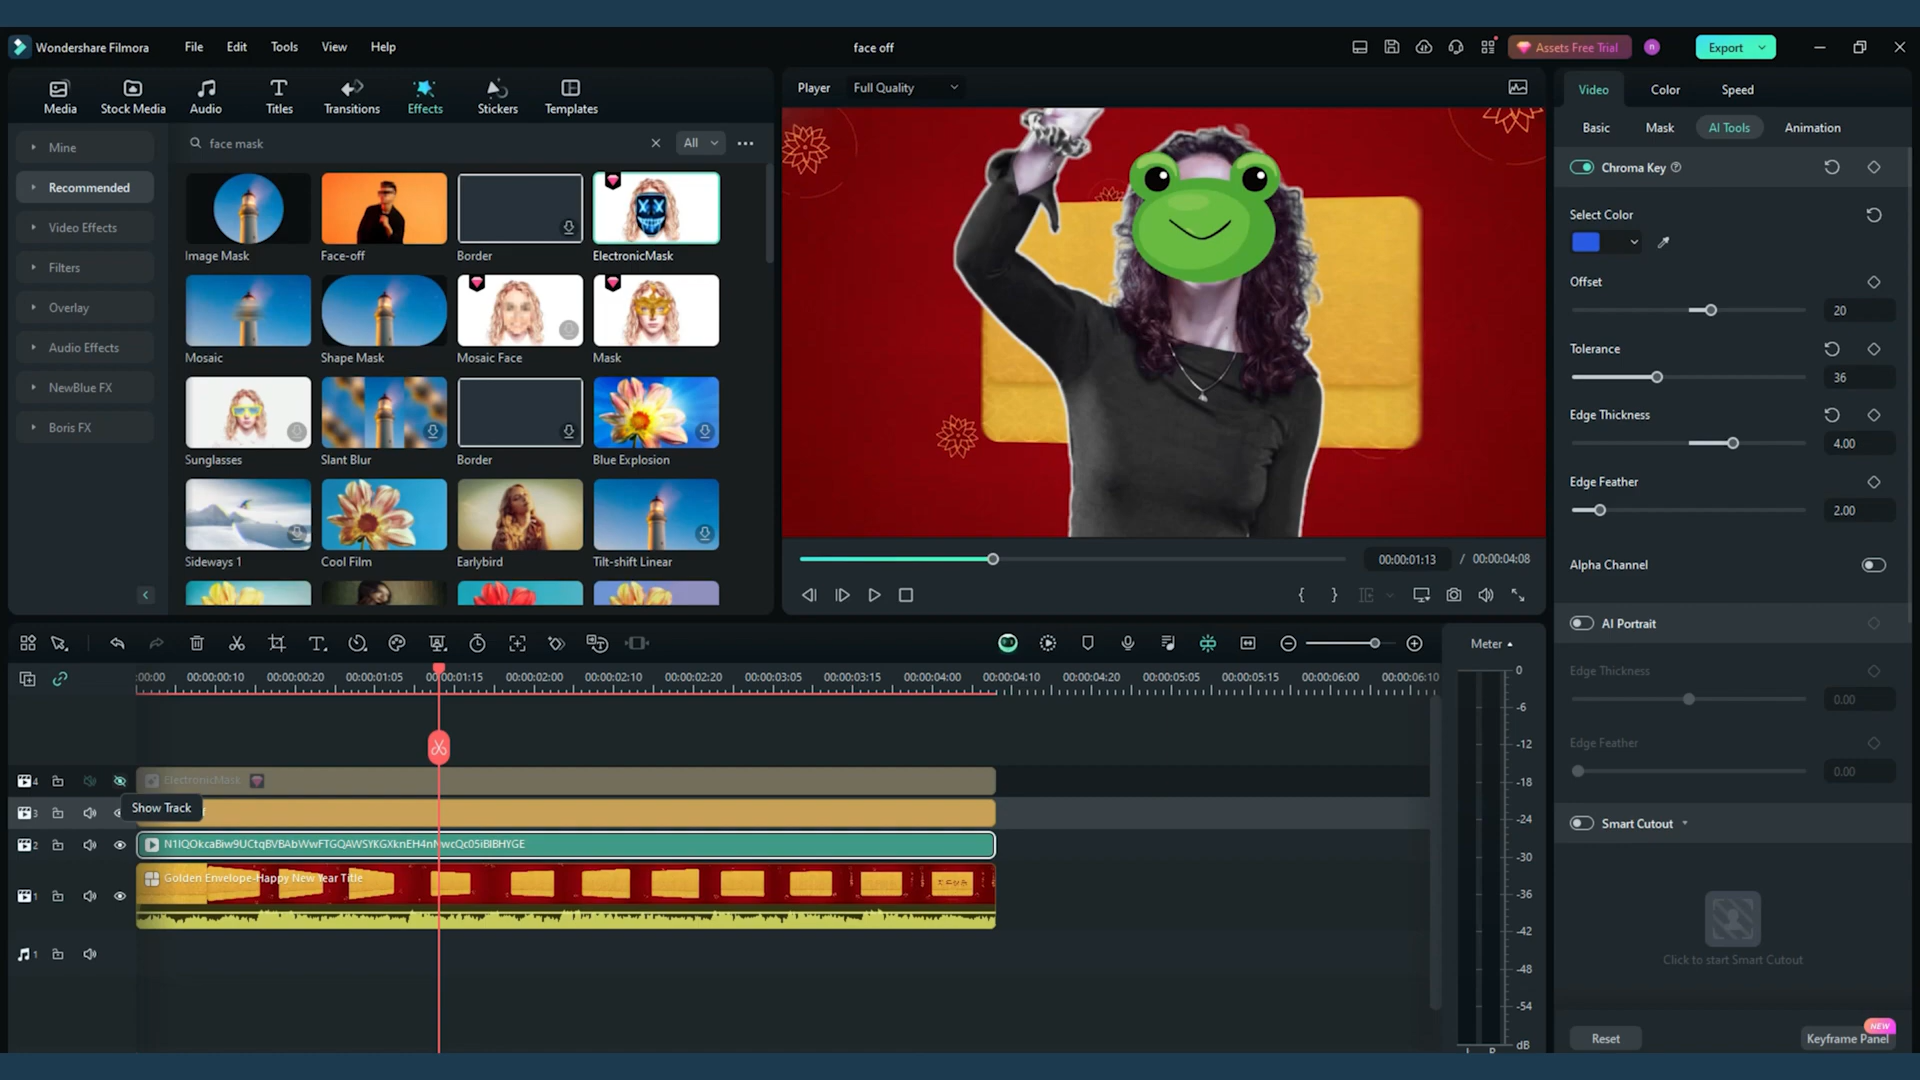 Wondershare Filmora File Edit Tools View Help face off Assets Free Trial Export
Media Stock Media Audio Titles Transitions Effects Stickers Templates
Mine
Recommended
Video Effects
Filters
Overlay
Audio Effects
NewBlue FX
Boris FX
face mask All
Image Mask Face-off Border ElectronicMask
Mosaic Shape Mask Mosaic Face Mask
Sunglasses Slant Blur Border Blue Explosion
Sideways 1 Cool Film Earlybird Tilt-shift Linear
Player Full Quality
00:00:01:13 / 00:00:04:08
Video Color Speed
Basic Mask AI Tools Animation
Chroma Key
Select Color
Offset
20
Tolerance
36
Edge Thickness
4.00
Edge Feather
2.00
Alpha Channel
AI Portrait
Edge Thickness
0.00
Edge Feather
0.00
Smart Cutout
Click to start Smart Cutout
NEW
Reset Keyframe Panel
:00:00 00:00:00:10 00:00:00:20 00:00:01:05 00:00:01:15 00:00:02:00 00:00:02:10 00:00:02:20 00:00:03:05 00:00:03:15 00:00:04:00 00:00:04:10 00:00:04:20 00:00:05:05 00:00:05:15 00:00:06:00 00:00:06:10
4 ElectronicMask
Show Track
3
2
1 Golden Envelope-Happy New Year Title
1
Meter
0
-6
-12
-18
-24
-30
-36
-42
-48
-54
dB